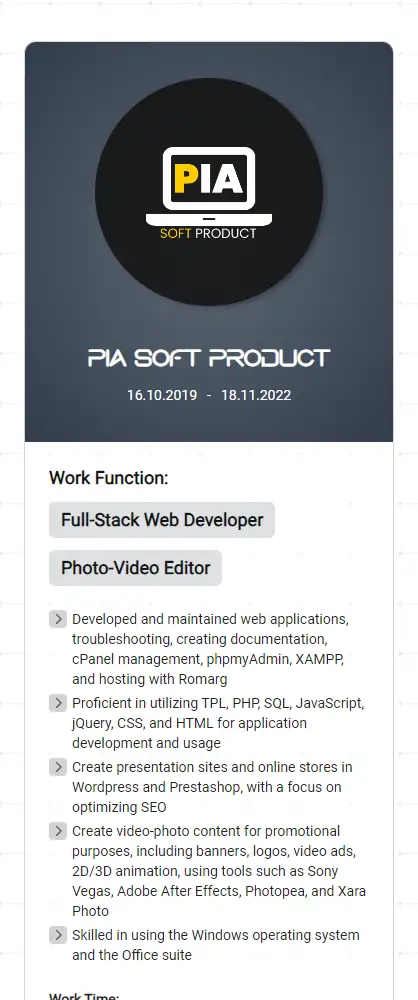 PIA
SOFT PRODUCT
PIA SOFT PRODUCT
16.10.2019 - 18.11.2022
Work Function:
Full-Stack Web Developer
Photo-Video Editor
Developed and maintained web applications,
troubleshooting, creating documentation,
cPanel management, phpmyAdmin, XAMPP,
and hosting with Romarg
Proficient in utilizing TPL, PHP, SQL, JavaScript,
jQuery, CSS, and HTML for application
development and usage
Create presentation sites and online stores in
Wordpress and Prestashop, with a focus on
optimizing SEO
Create video-photo content for promotional
purposes, including banners, logos, video ads,
2D/3D animation, using tools such as Sony
Vegas, Adobe After Effects, Photopea, and Xara
Photo
Skilled in using the Windows operating system
and the Office suite
Work Time: